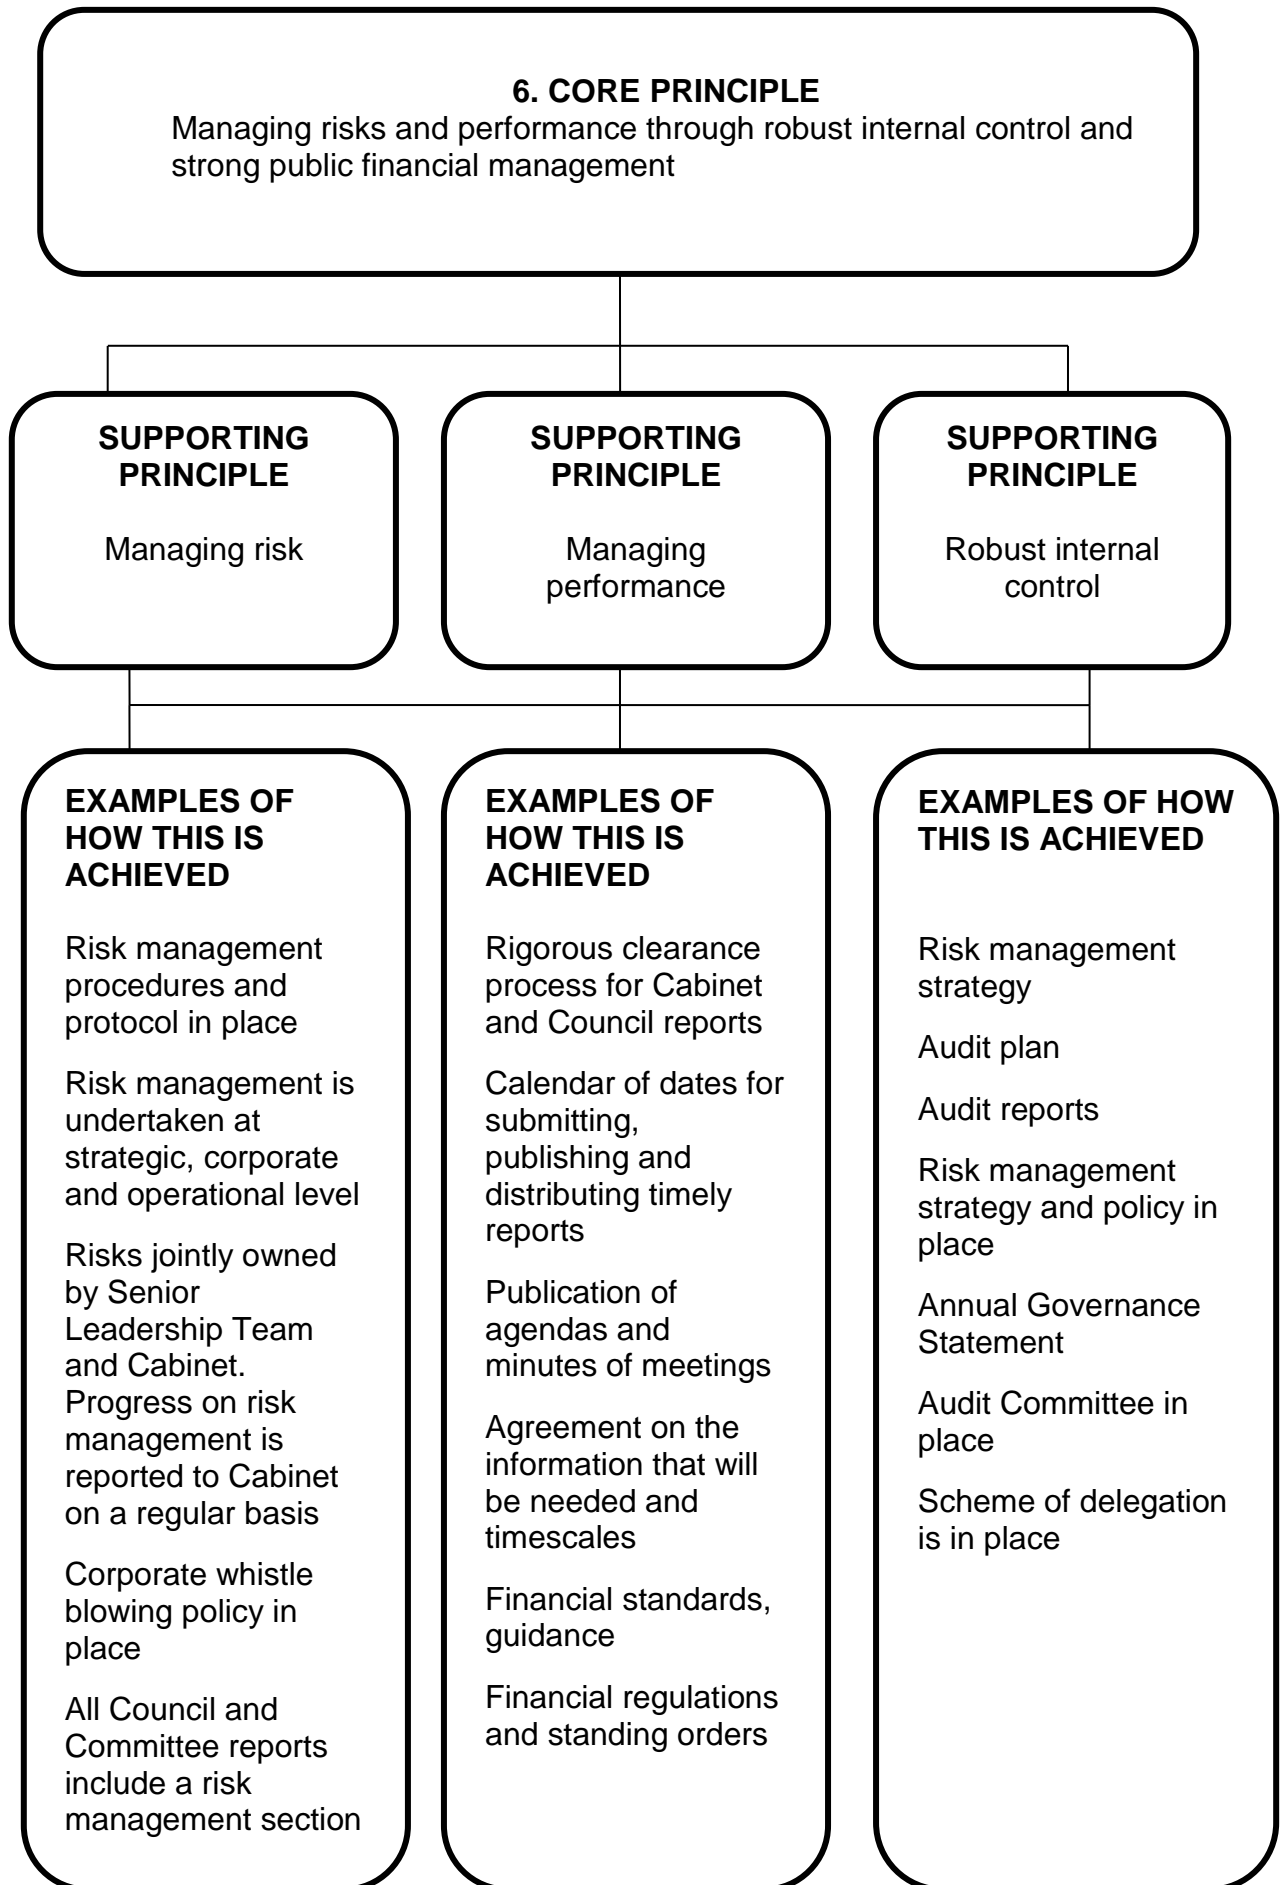 6. CORE PRINCIPLE
Managing risks and performance through robust internal control and
strong public financial management
SUPPORTING
PRINCIPLE
Managing risk
SUPPORTING
PRINCIPLE
Managing
performance
SUPPORTING
PRINCIPLE
Robust internal
control
EXAMPLES OF
HOW THIS IS
ACHIEVED
Risk management
procedures and
protocol in place
Risk management is
undertaken at
strategic, corporate
and operational level
Risks jointly owned
by Senior
Leadership Team
and Cabinet.
Progress on risk
management is
reported to Cabinet
on a regular basis
Corporate whistle
blowing policy in
place
All Council and
Committee reports
include a risk
management section
EXAMPLES OF
HOW THIS IS
ACHIEVED
Rigorous clearance
process for Cabinet
and Council reports
Calendar of dates for
submitting,
publishing and
distributing timely
reports
Publication of
agendas and
minutes of meetings
Agreement on the
information that will
be needed and
timescales
Financial standards,
guidance
Financial regulations
and standing orders
EXAMPLES OF HOW
THIS IS ACHIEVED
Risk management
strategy
Audit plan
Audit reports
Risk management
strategy and policy in
place
Annual Governance
Statement
Audit Committee in
place
Scheme of delegation
is in place